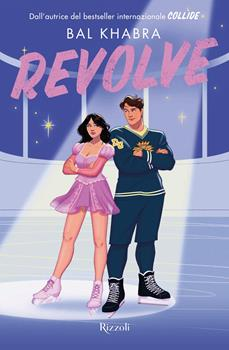 Dall'autrice del bestseller internazionale COLLIDE
BAL KHABRA
REVOLVE
Rizzoli